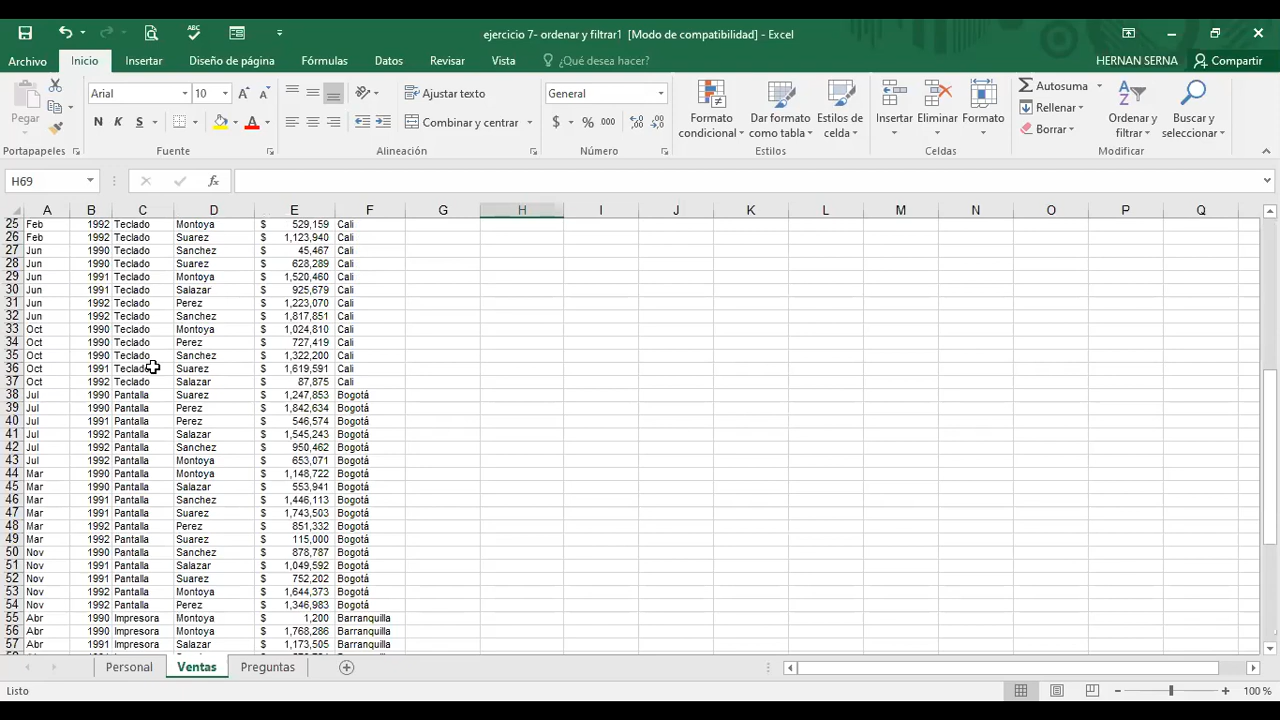 ejercicio 7- ordenar y filtrar1 [Modo de compatibilidad] - Excel
Archivo Inicio Insertar Diseño de página Fórmulas Datos Revisar Vista ¿Qué desea hacer? HERNAN SERNA Compartir
Pegar
Portapapeles
Arial 10
N K S
Fuente
Ajustar texto
Combinar y centrar
Alineación
General
$ % 000
Número
Formato condicional
Dar formato como tabla
Estilos de celda
Estilos
Insertar Eliminar Formato
Celdas
Autosuma
Rellenar
Borrar
Ordenar y filtrar
Buscar y seleccionar
Modificar
H69 fx
A B C D E F G H I J K L M N O P Q
25 Feb 1992 Teclado Montoya $ 529,159 Cali
26 Feb 1992 Teclado Suarez $ 1,123,940 Cali
27 Jun 1990 Teclado Sanchez $ 45,467 Cali
28 Jun 1990 Teclado Suarez $ 628,289 Cali
29 Jun 1991 Teclado Montoya $ 1,520,460 Cali
30 Jun 1991 Teclado Salazar $ 925,679 Cali
31 Jun 1992 Teclado Perez $ 1,223,070 Cali
32 Jun 1992 Teclado Sanchez $ 1,817,851 Cali
33 Oct 1990 Teclado Montoya $ 1,024,810 Cali
34 Oct 1990 Teclado Perez $ 727,419 Cali
35 Oct 1990 Teclado Sanchez $ 1,322,200 Cali
36 Oct 1991 Teclado Suarez $ 1,619,591 Cali
37 Oct 1992 Teclado Salazar $ 87,875 Cali
38 Jul 1990 Pantalla Suarez $ 1,247,853 Bogotá
39 Jul 1990 Pantalla Perez $ 1,842,634 Bogotá
40 Jul 1991 Pantalla Perez $ 546,574 Bogotá
41 Jul 1992 Pantalla Salazar $ 1,545,243 Bogotá
42 Jul 1992 Pantalla Sanchez $ 950,462 Bogotá
43 Jul 1992 Pantalla Montoya $ 653,071 Bogotá
44 Mar 1990 Pantalla Montoya $ 1,148,722 Bogotá
45 Mar 1990 Pantalla Salazar $ 553,941 Bogotá
46 Mar 1991 Pantalla Sanchez $ 1,446,113 Bogotá
47 Mar 1991 Pantalla Suarez $ 1,743,503 Bogotá
48 Mar 1992 Pantalla Perez $ 851,332 Bogotá
49 Mar 1992 Pantalla Suarez $ 115,000 Bogotá
50 Nov 1990 Pantalla Sanchez $ 878,787 Bogotá
51 Nov 1991 Pantalla Salazar $ 1,049,592 Bogotá
52 Nov 1991 Pantalla Suarez $ 752,202 Bogotá
53 Nov 1992 Pantalla Montoya $ 1,644,373 Bogotá
54 Nov 1992 Pantalla Perez $ 1,346,983 Bogotá
55 Abr 1990 Impresora Montoya $ 1,200 Barranquilla
56 Abr 1990 Impresora Montoya $ 1,768,286 Barranquilla
57 Abr 1991 Impresora Salazar $ 1,173,505 Barranquilla
Personal Ventas Preguntas
Listo 100 %